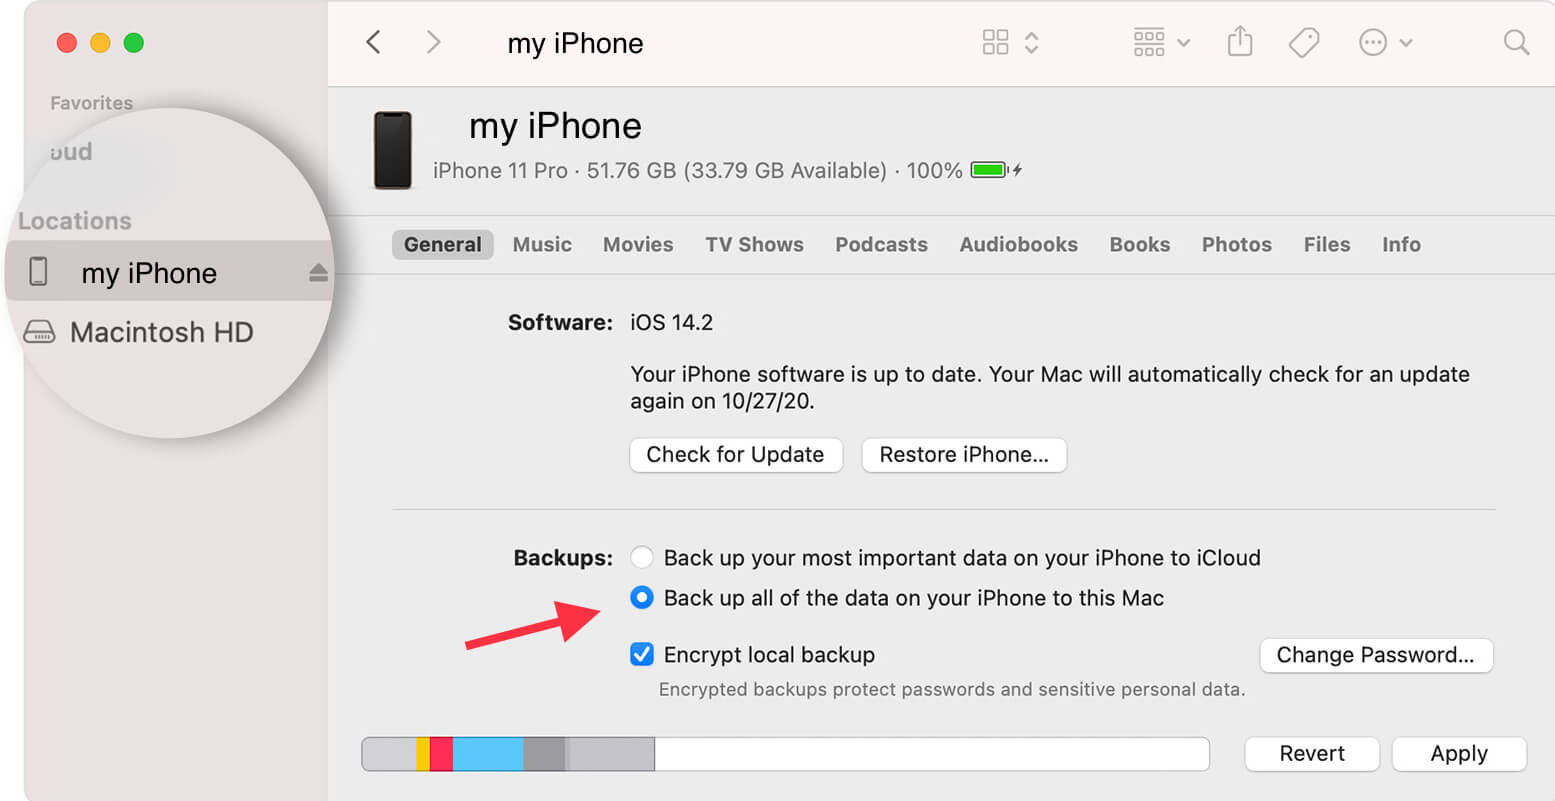 my iPhone
Favorites
oud
Locations
my iPhone
Macintosh HD
my iPhone
iPhone 11 Pro · 51.76 GB (33.79 GB Available) · 100%
General Music Movies TV Shows Podcasts Audiobooks Books Photos Files Info
Software: iOS 14.2
Your iPhone software is up to date. Your Mac will automatically check for an update
again on 10/27/20.
Check for Update Restore iPhone...
Backups: Back up your most important data on your iPhone to iCloud
Back up all of the data on your iPhone to this Mac
Encrypt local backup Change Password...
Encrypted backups protect passwords and sensitive personal data.
Revert Apply